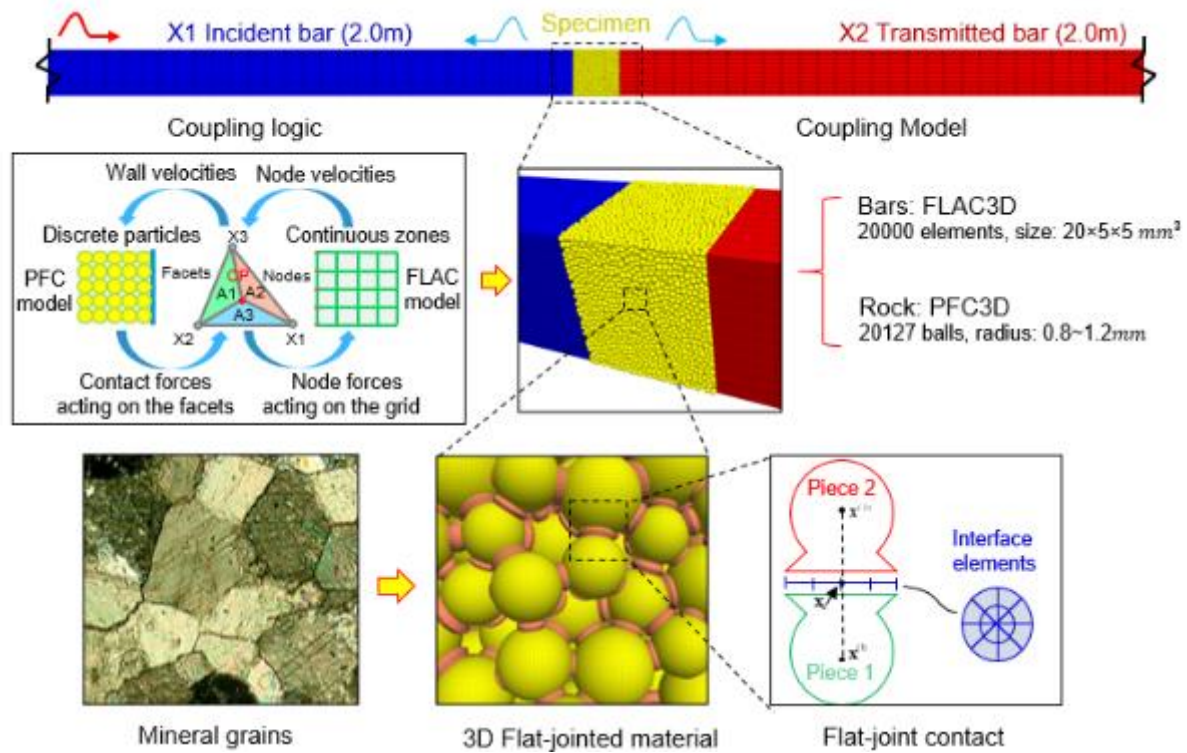 X1 Incident bar (2.0m)
Specimen
X2 Transmitted bar (2.0m)
Coupling logic
Coupling Model
Wall velocities
Node velocities
Discrete particles
X3
Continuous zones
PFC
model
Facets
CP
Nodes
A1
A2
A3
FLAC
model
X2
X1
Contact forces
acting on the facets
Node forces
acting on the grid
Bars: FLAC3D
20000 elements, size: 20×5×5 mm³
Rock: PFC3D
20127 balls, radius: 0.8~1.2mm
Piece 2
Interface
elements
Piece 1
Mineral grains
3D Flat-jointed material
Flat-joint contact